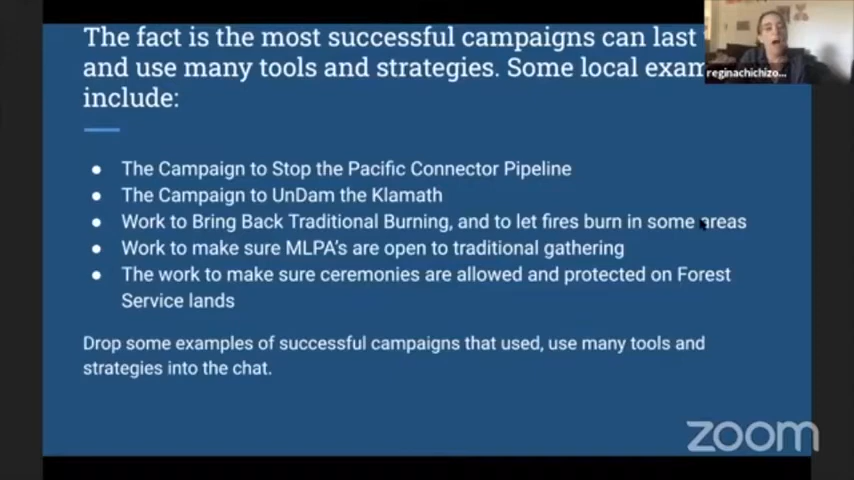 The fact is the most successful campaigns can last
and use many tools and strategies. Some local exam
include:
reginachichizo...
● The Campaign to Stop the Pacific Connector Pipeline
● The Campaign to UnDam the Klamath
● Work to Bring Back Traditional Burning, and to let fires burn in some areas
● Work to make sure MLPA's are open to traditional gathering
● The work to make sure ceremonies are allowed and protected on Forest
Service lands
Drop some examples of successful campaigns that used, use many tools and
strategies into the chat.
zoom